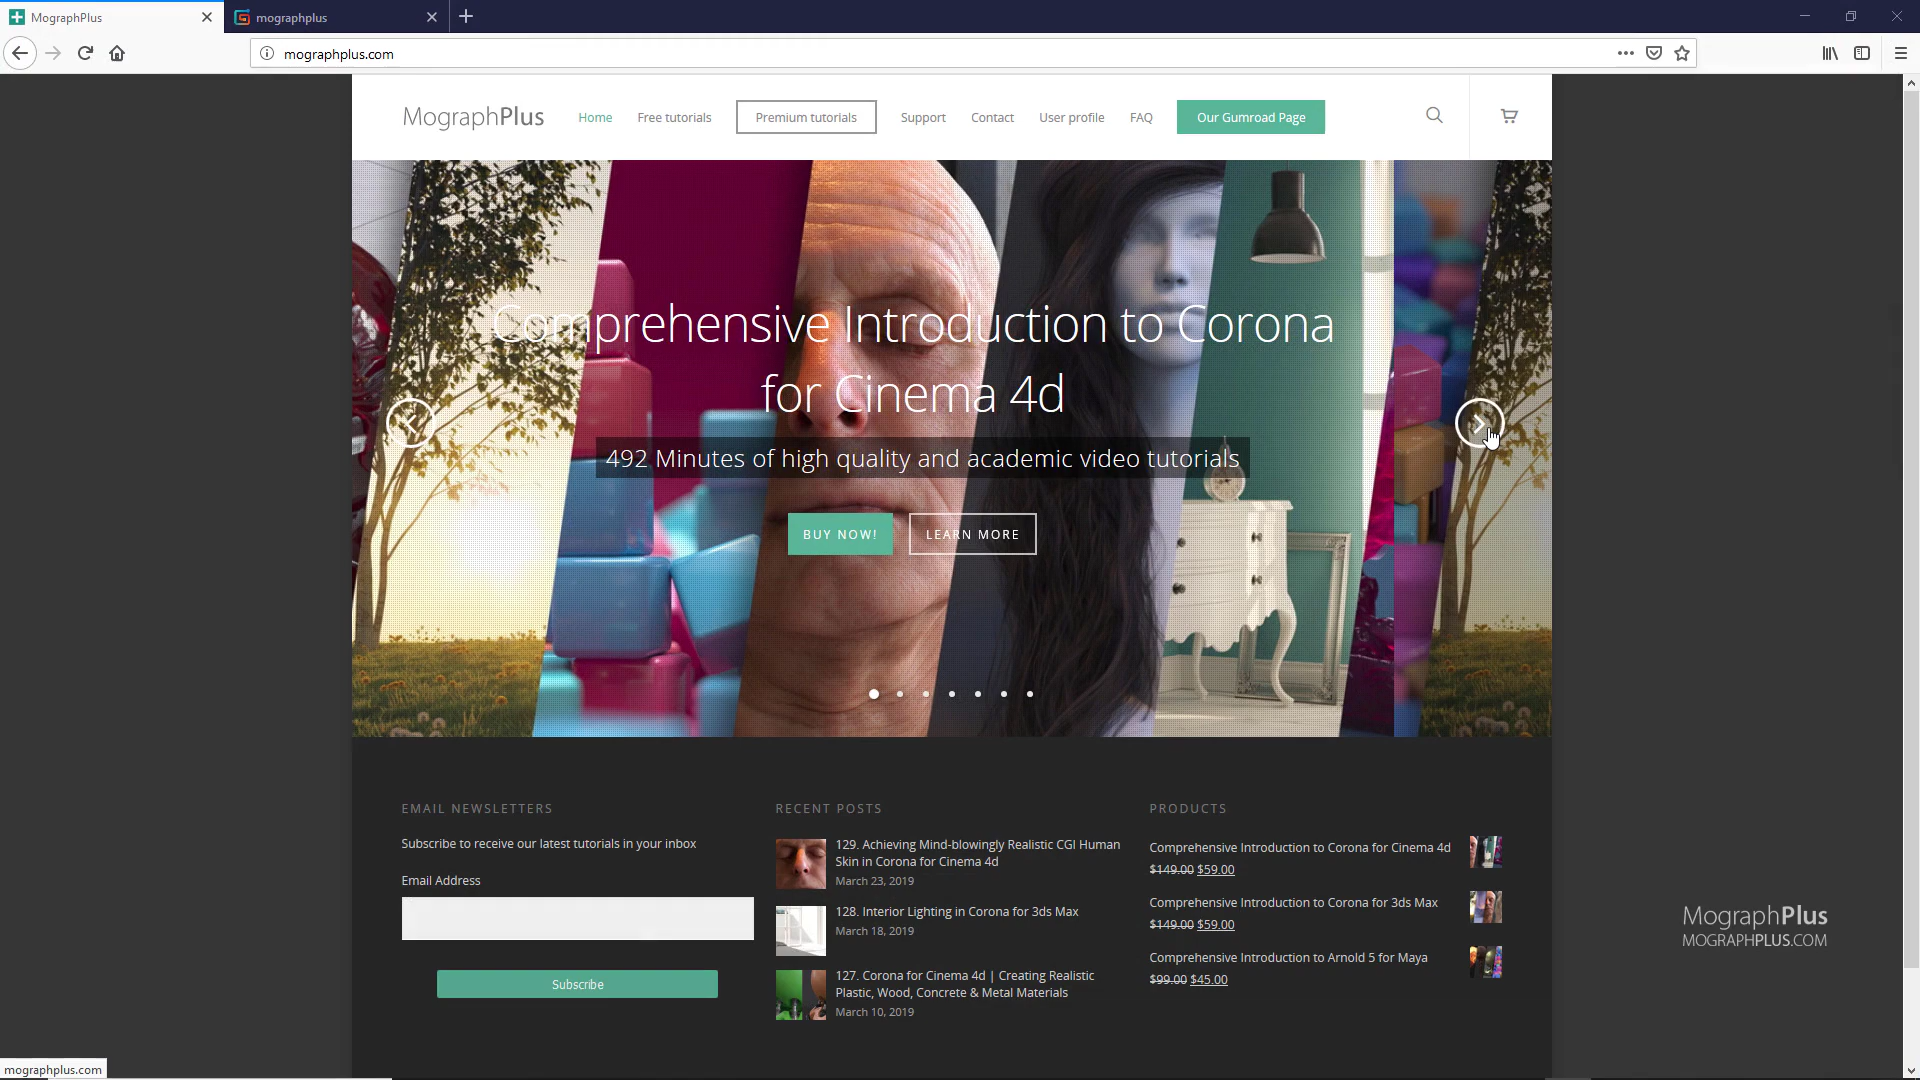 MographPlus
mographplus
mographplus.com
MographPlus
Home
Free tutorials
Premium tutorials
Support
Contact
User profile
FAQ
Our Gumroad Page
Comprehensive Introduction to Corona
for Cinema 4d
492 Minutes of high quality and academic video tutorials
BUY NOW!
LEARN MORE
EMAIL NEWSLETTERS
Subscribe to receive our latest tutorials in your inbox
Email Address
Subscribe
RECENT POSTS
129. Achieving Mind-blowingly Realistic CGI Human
Skin in Corona for Cinema 4d
March 23, 2019
128. Interior Lighting in Corona for 3ds Max
March 18, 2019
127. Corona for Cinema 4d | Creating Realistic
Plastic, Wood, Concrete & Metal Materials
March 10, 2019
PRODUCTS
Comprehensive Introduction to Corona for Cinema 4d
$149.00 $59.00
Comprehensive Introduction to Corona for 3ds Max
$149.00 $59.00
Comprehensive Introduction to Arnold 5 for Maya
$99.00 $45.00
MographPlus
MOGRAPHPLUS.COM
mographplus.com